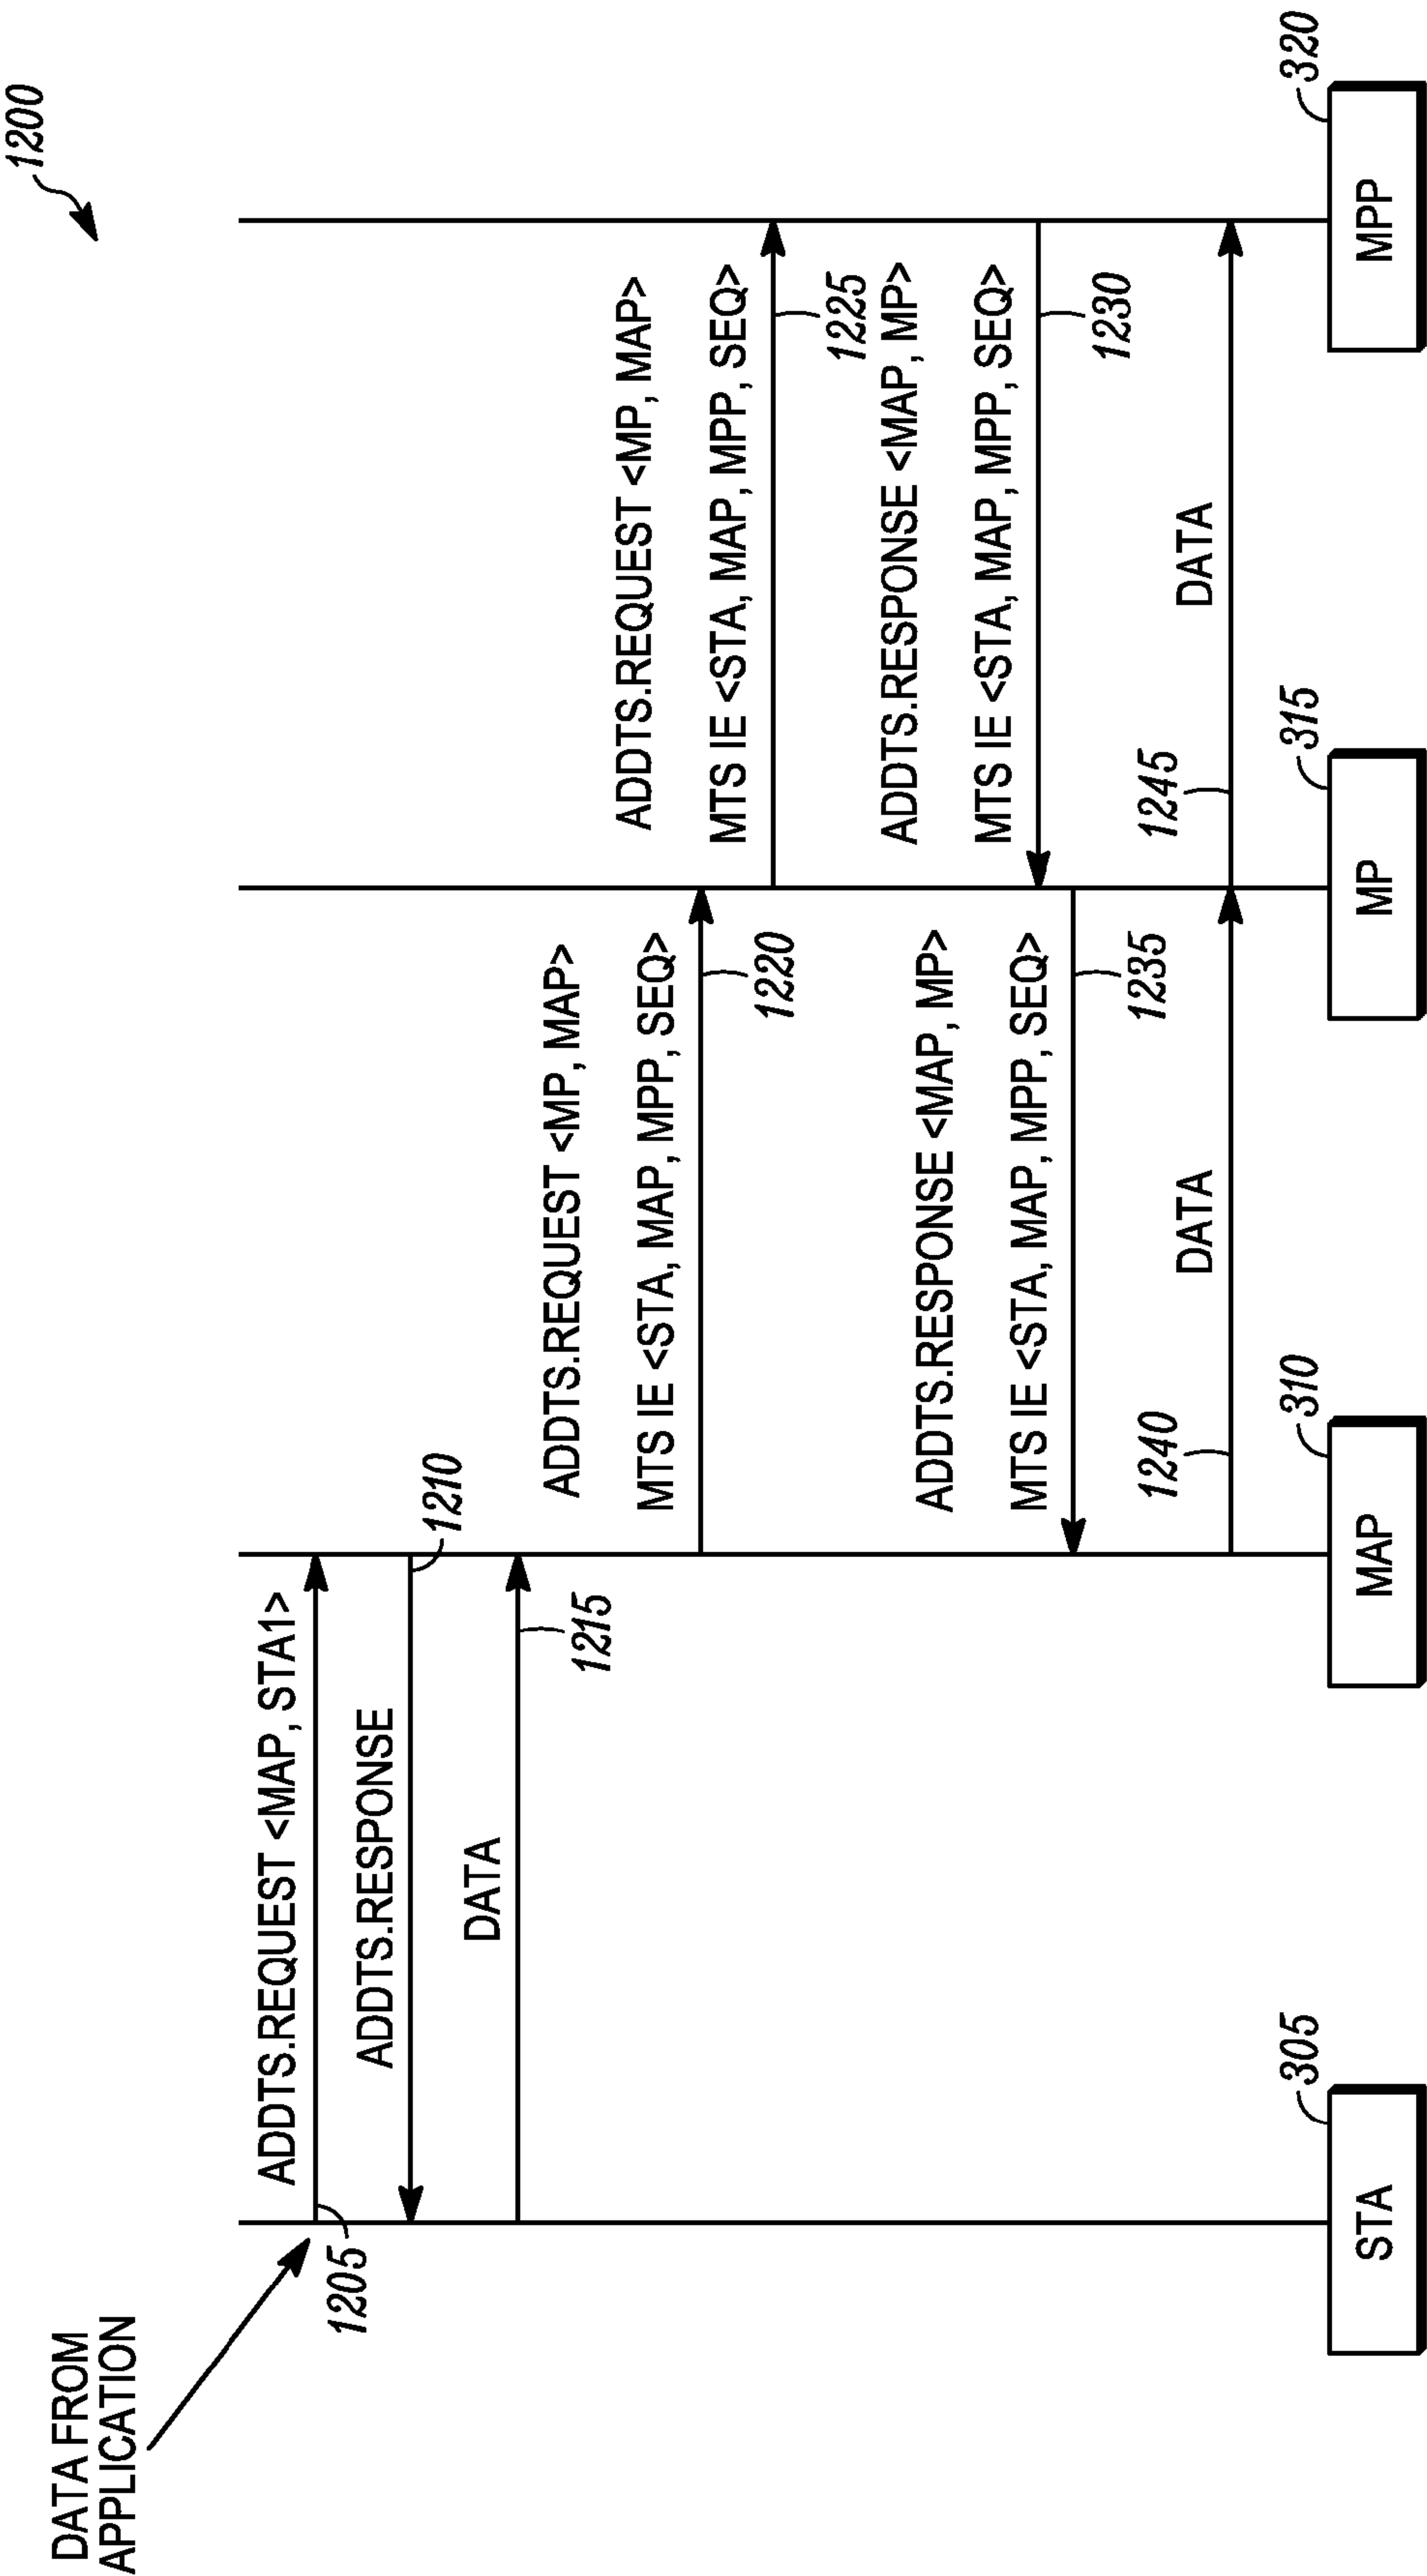 1200
DATA FROM
APPLICATION
1205
ADDTS.REQUEST <MAP, STA1>
ADDTS.RESPONSE
1210
DATA
1215
ADDTS.REQUEST <MP, MAP>
MTS IE <STA, MAP, MPP, SEQ>
1220
ADDTS.REQUEST <MP, MAP>
MTS IE <STA, MAP, MPP, SEQ>
1225
ADDTS.RESPONSE <MAP, MP>
MTS IE <STA, MAP, MPP, SEQ>
1230
ADDTS.RESPONSE <MAP, MP>
MTS IE <STA, MAP, MPP, SEQ>
1235
1240
DATA
1245
DATA
305
STA
310
MAP
315
MP
320
MPP